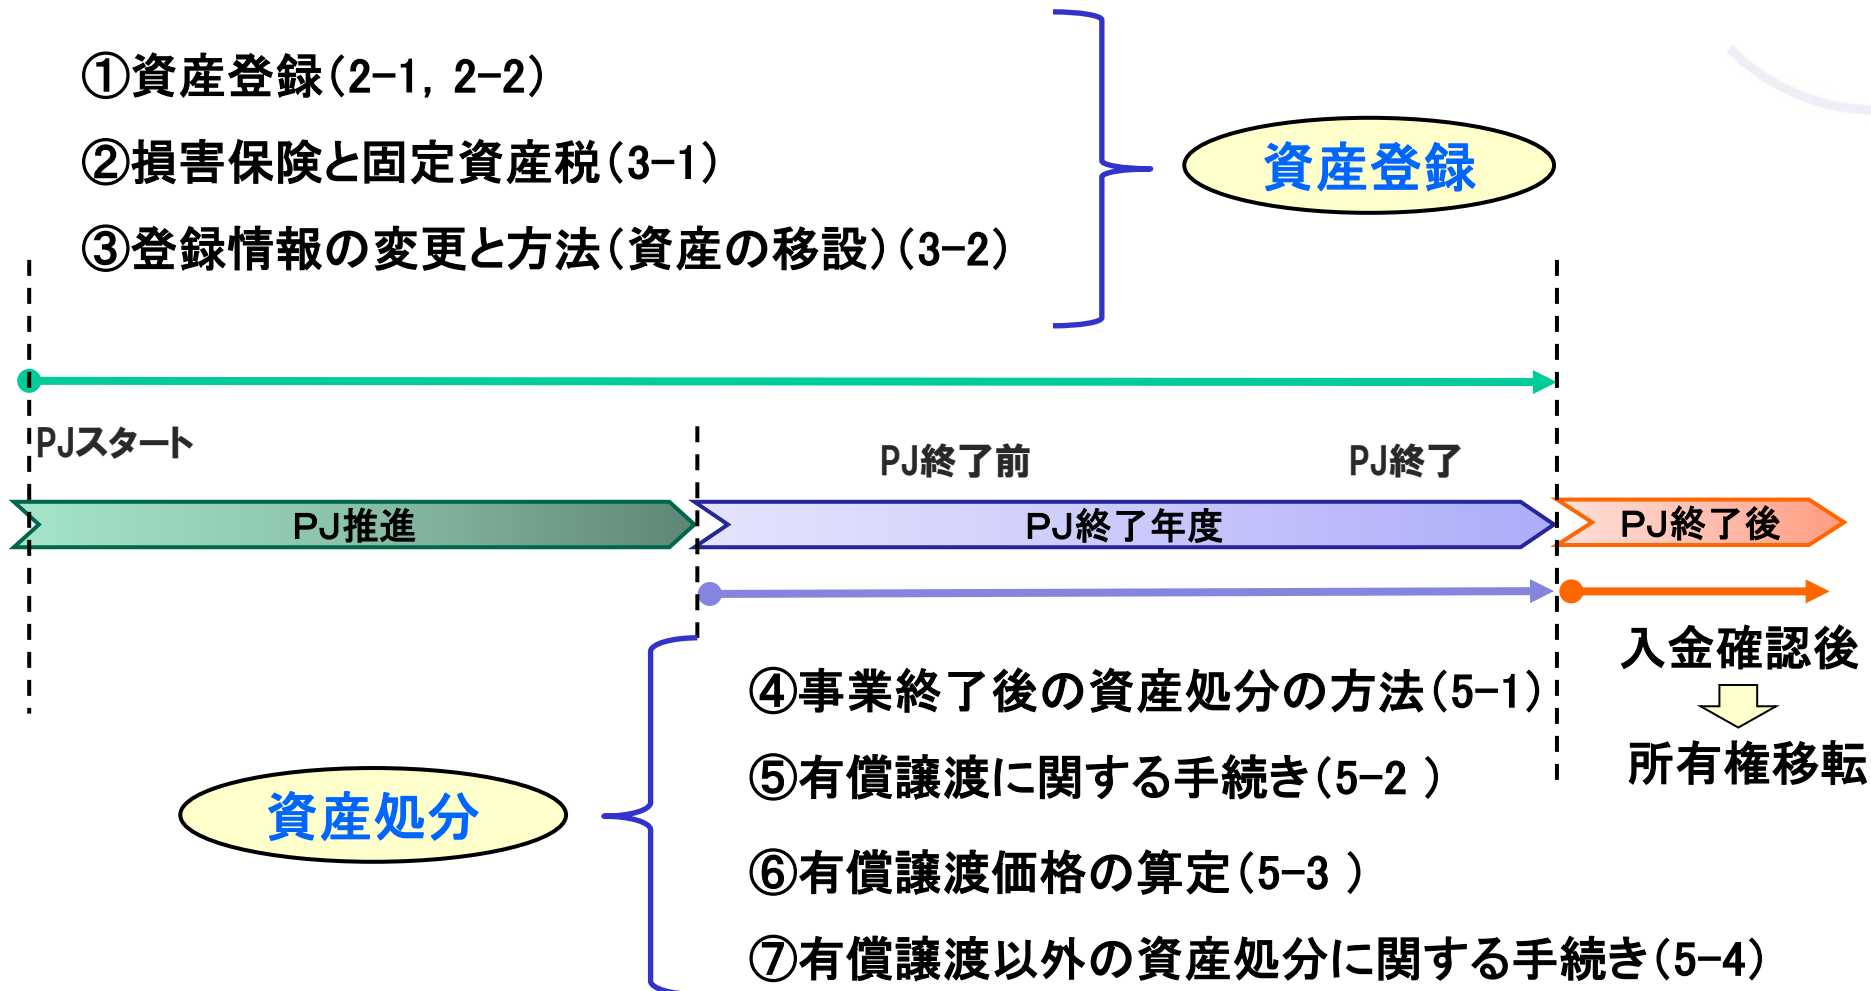 ①資産登録(2-1, 2-2)
②損害保険と固定資産税(3-1)
③登録情報の変更と方法(資産の移設)(3-2)
資産登録
PJスタート
PJ終了前
PJ終了
PJ推進
PJ終了年度
PJ終了後
入金確認後
所有権移転
資産処分
④事業終了後の資産処分の方法(5-1)
⑤有償譲渡に関する手続き(5-2 )
⑥有償譲渡価格の算定(5-3 )
⑦有償譲渡以外の資産処分に関する手続き(5-4)